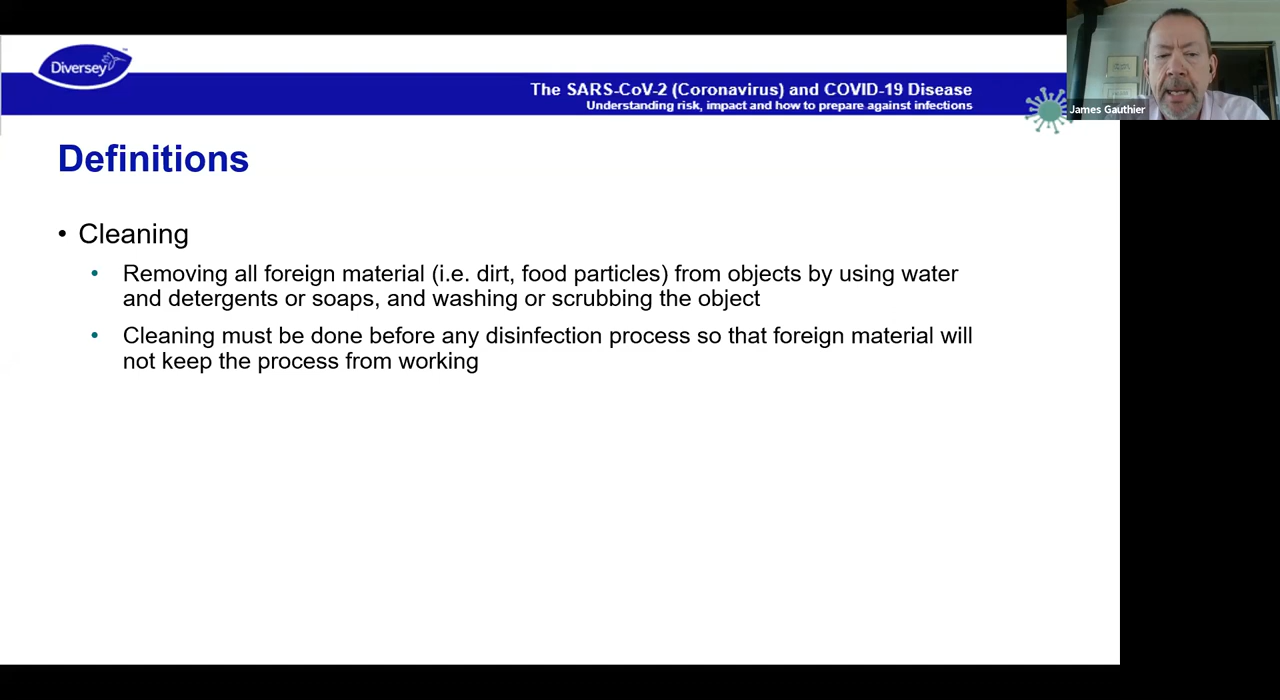 Diversey
The SARS-CoV-2 (Coronavirus) and COVID-19 Disease
Understanding risk, impact and how to prepare against infections
James Gauthier
Definitions
• Cleaning
• Removing all foreign material (i.e. dirt, food particles) from objects by using water
and detergents or soaps, and washing or scrubbing the object
• Cleaning must be done before any disinfection process so that foreign material will
not keep the process from working